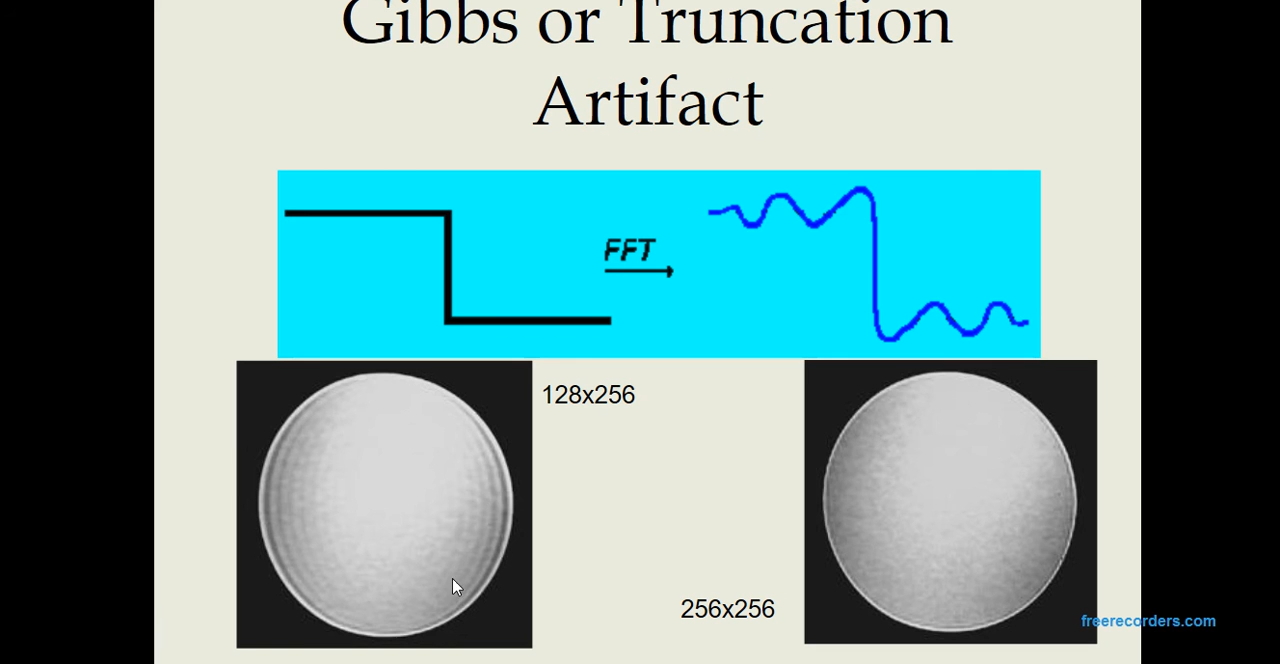 Gibbs or Truncation
Artifact
FFT
128x256
256x256
freerecorders.com